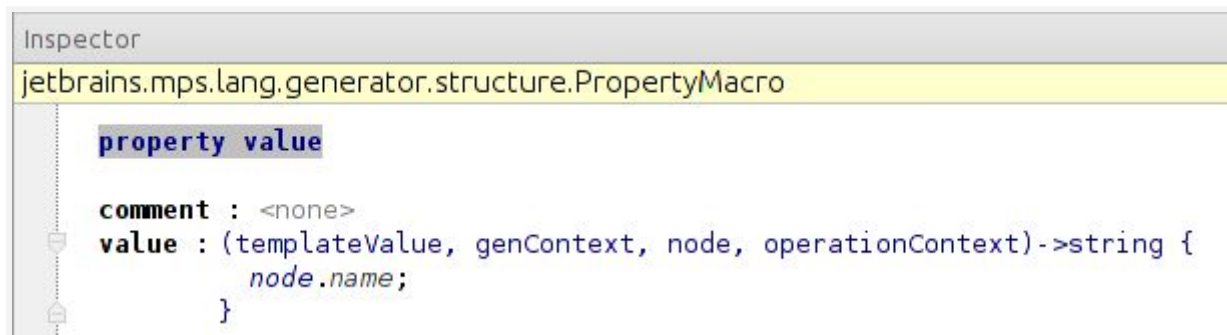 Inspector
jetbrains.mps.lang.generator.structure.PropertyMacro
property value
comment : <none>
value : (templateValue, genContext, node, operationContext)->string {
node.name;
}